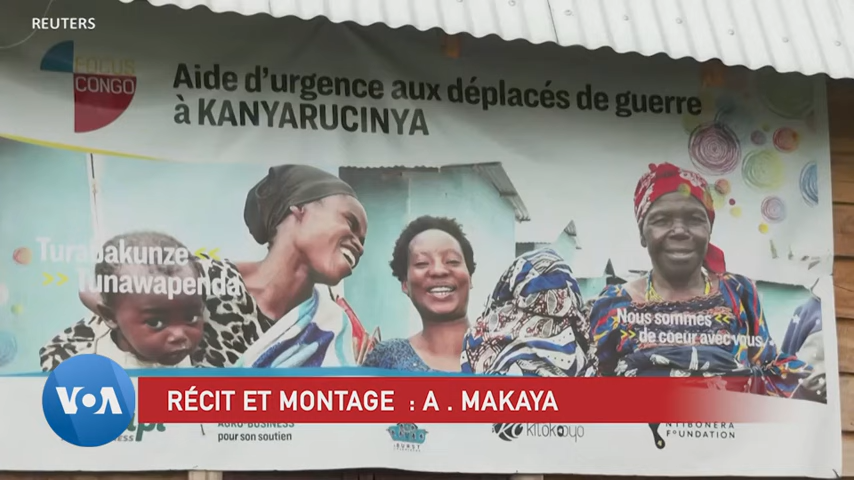 REUTERS
FOCUS
CONGO
Aide d'urgence aux déplacés de guerre
à KANYARUCINYA
Turabakunze <<
>> Tunawapenda
Nous sommes <<
>> de coeur avec vous
VOA
RÉCIT ET MONTAGE : A . MAKAYA
AGRO-BUSINESS
pour son soutien
NYIBONERA
FOUNDATION